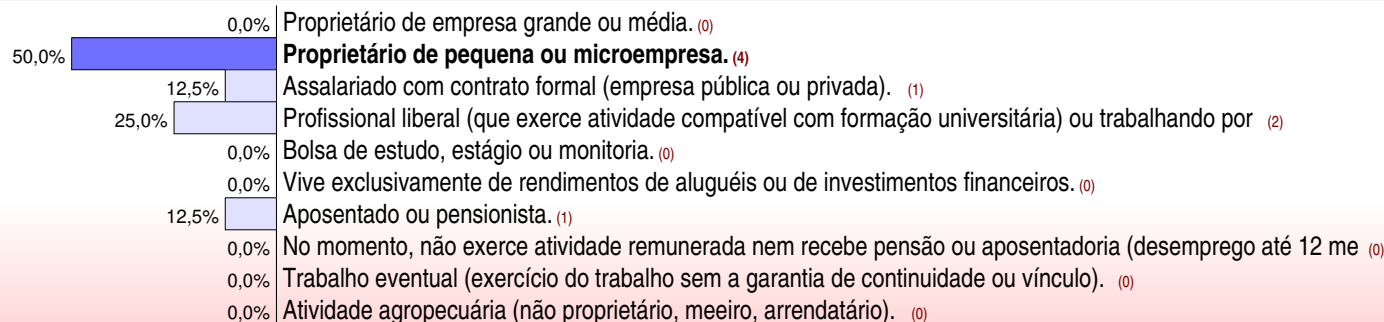 0,0% Proprietário de empresa grande ou média. (0)
50,0% Proprietário de pequena ou microempresa. (4)
12,5% Assalariado com contrato formal (empresa pública ou privada). (1)
25,0% Profissional liberal (que exerce atividade compatível com formação universitária) ou trabalhando por (2)
0,0% Bolsa de estudo, estágio ou monitoria. (0)
0,0% Vive exclusivamente de rendimentos de aluguéis ou de investimentos financeiros. (0)
12,5% Aposentado ou pensionista. (1)
0,0% No momento, não exerce atividade remunerada nem recebe pensão ou aposentadoria (desemprego até 12 me (0)
0,0% Trabalho eventual (exercício do trabalho sem a garantia de continuidade ou vínculo). (0)
0,0% Atividade agropecuária (não proprietário, meeiro, arrendatário). (0)